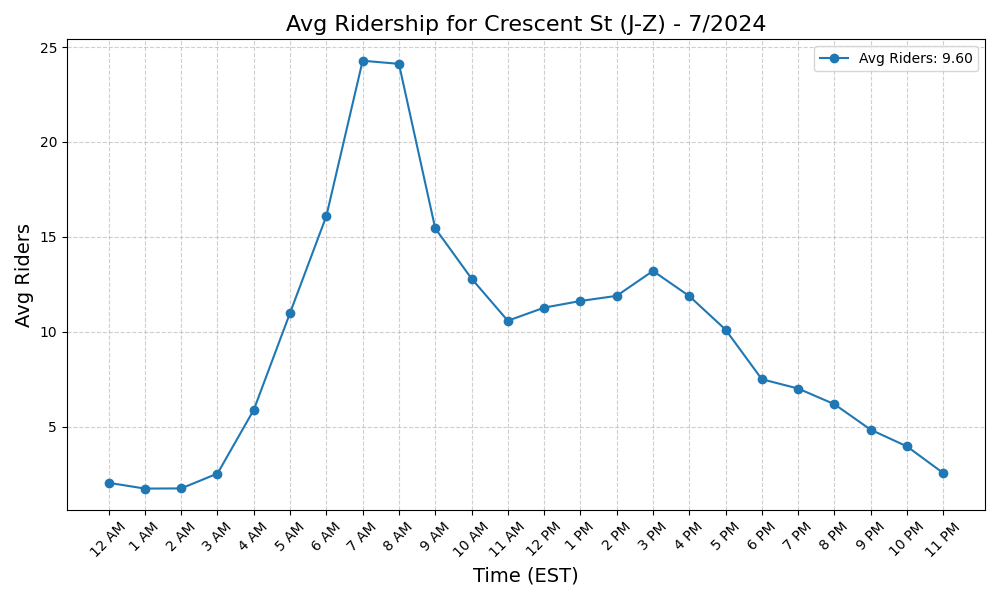 Avg Ridership for Crescent St (J-Z) - 7/2024
Avg Riders: 9.60
25
20
15
10
5
Avg Riders
12 AM
1 AM
2 AM
3 AM
4 AM
5 AM
6 AM
7 AM
8 AM
9 AM
10 AM
11 AM
12 PM
1 PM
2 PM
3 PM
4 PM
5 PM
6 PM
7 PM
8 PM
9 PM
10 PM
11 PM
Time (EST)